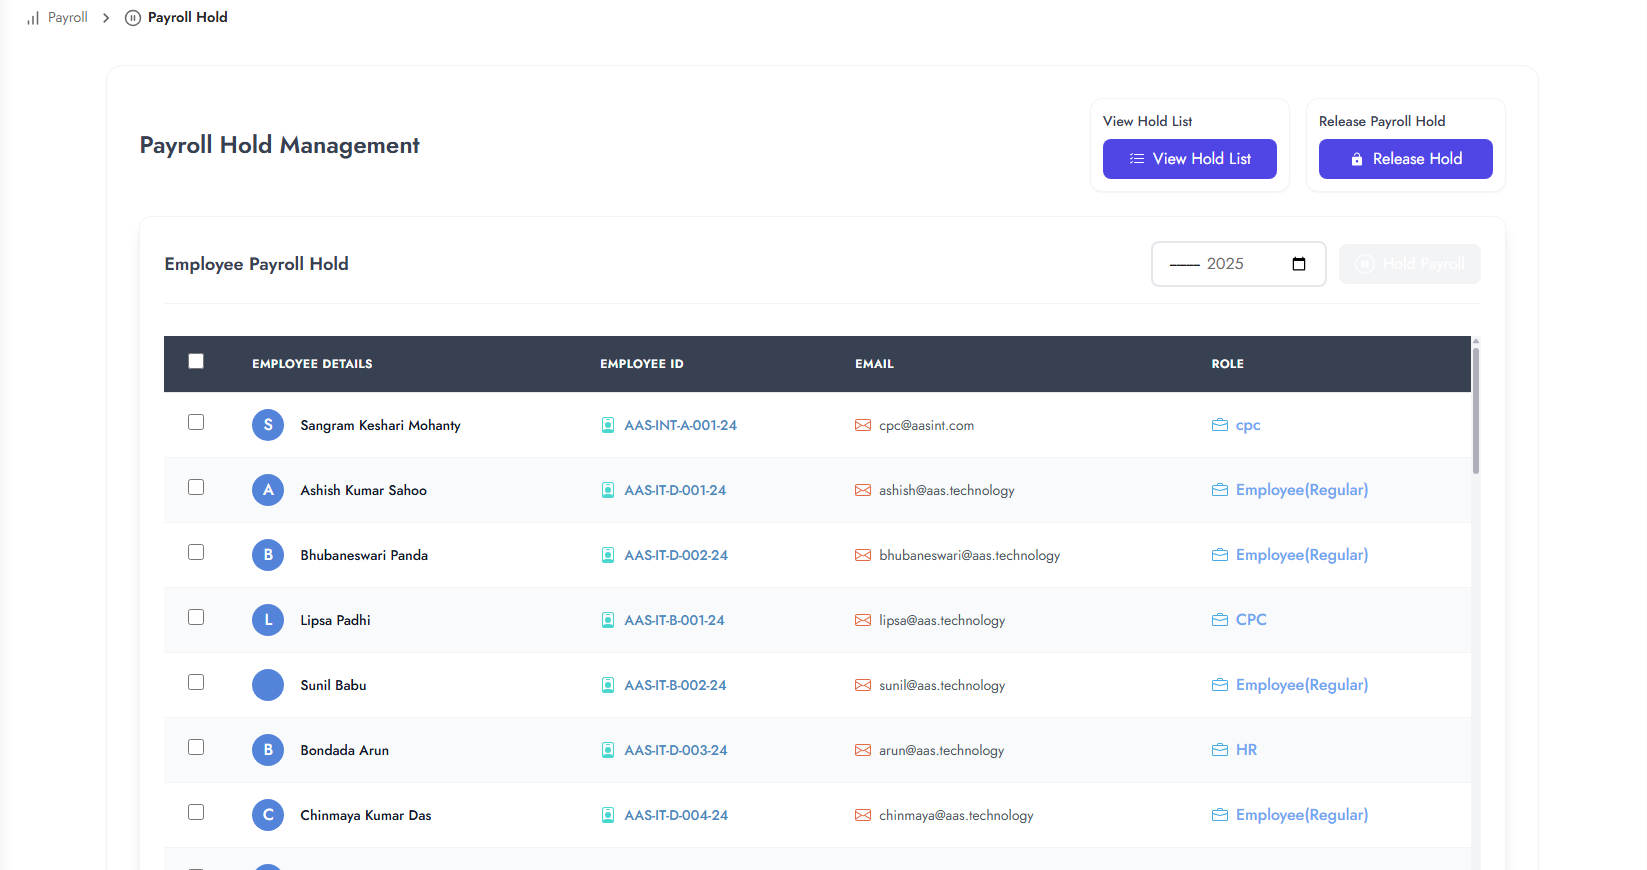 Payroll > Payroll Hold
Payroll Hold Management
View Hold List
View Hold List
Release Payroll Hold
Release Hold
Employee Payroll Hold
--------- 2025
Hold Payroll
EMPLOYEE DETAILS EMPLOYEE ID EMAIL ROLE
S Sangram Keshari Mohanty AAS-INT-A-001-24 cpc@aasint.com cpc
A Ashish Kumar Sahoo AAS-IT-D-001-24 ashish@aas.technology Employee(Regular)
B Bhubaneswari Panda AAS-IT-D-002-24 bhubaneswari@aas.technology Employee(Regular)
L Lipsa Padhi AAS-IT-B-001-24 lipsa@aas.technology CPC
Sunil Babu AAS-IT-B-002-24 sunil@aas.technology Employee(Regular)
B Bondada Arun AAS-IT-D-003-24 arun@aas.technology HR
C Chinmaya Kumar Das AAS-IT-D-004-24 chinmaya@aas.technology Employee(Regular)